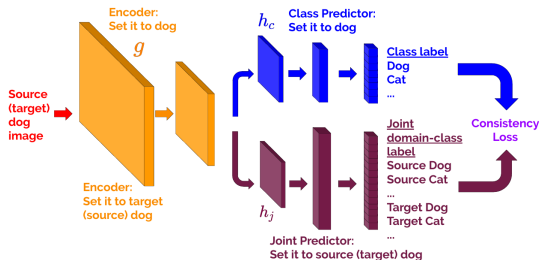 Encoder:
Set it to dog
g
Source
(target)
dog
image
Encoder:
Set it to target
(source) dog
h_c
Class Predictor:
Set it to dog
Class label
Dog
Cat
...
h_j
Joint Predictor:
Set it to source (target) dog
Joint
domain-class
label
Source Dog
Source Cat
...
Target Dog
Target Cat
...
Consistency
Loss